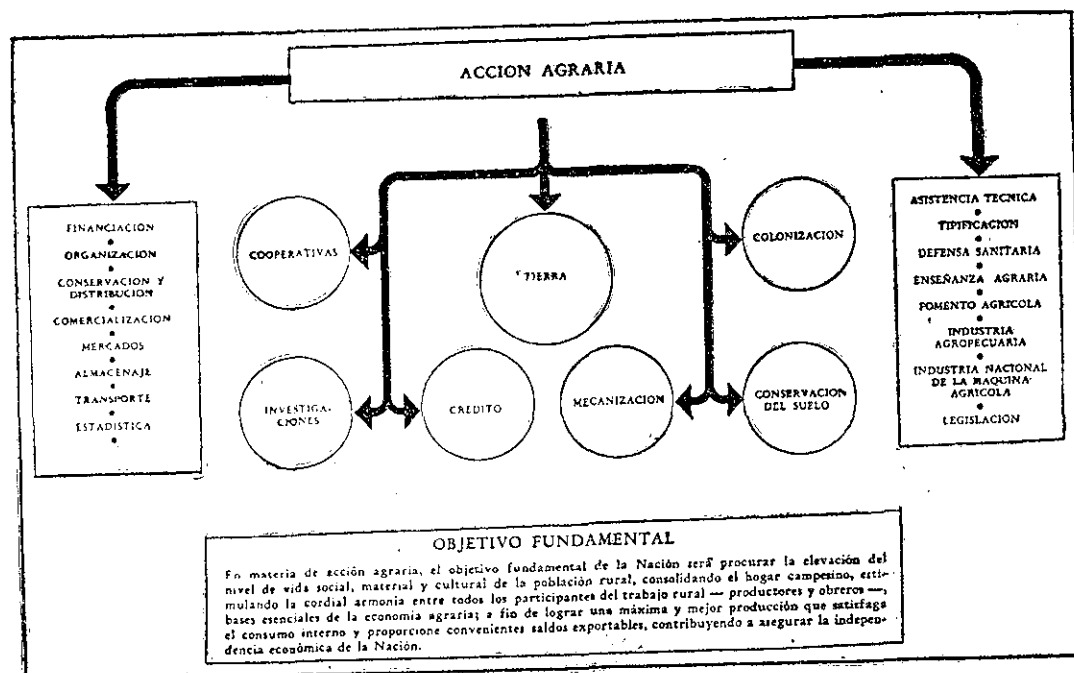 ACCION AGRARIA
FINANCIACIÓN
ORGANIZACIÓN
CONSERVACION Y
DISTRIBUCION
COMERCIALIZACION
MERCADOS
ALMACENAJE
TRANSPORTE
ESTADISTICA
COOPERATIVAS
TIERRA
COLONIZACION
INVESTIGA-
CIONES
CREDITO
MECANIZACION
CONSERVACION
DEL SUELO
ASISTENCIA TECNICA
TIPIFICACION
DEFENSA SANITARIA
ENSEÑANZA AGRARIA
FOMENTO AGRICOLA
INDUSTRIA
AGROPECUARIA
INDUSTRIA NACIONAL
DE LA MAQUINA
AGRICOLA
LEGISLACION
OBJETIVO FUNDAMENTAL
En materia de acción agraria, el objetivo fundamental de la Nación será procurar la elevación del
nivel de vida social, material y cultural de la población rural, consolidando el hogar campesino, esti-
mulando la cordial armonía entre todos los participantes del trabajo rural — productores y obreros —,
bases esenciales de la economía agraria; a fin de lograr una máxima y mejor producción que satisfaga
el consumo interno y proporcione convenientes saldos exportables, contribuyendo a asegurar la indepen-
dencia económica de la Nación.